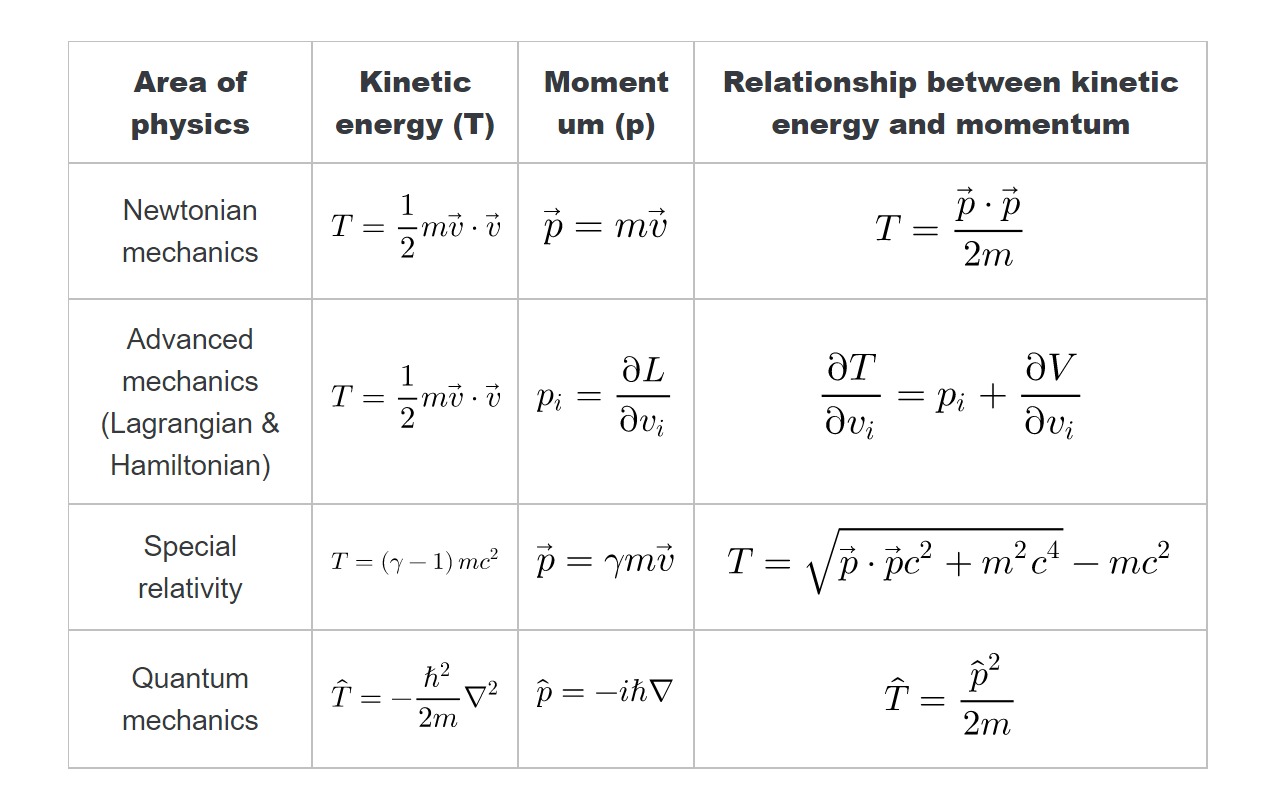 Area of
physics
Kinetic
energy (T)
Moment
um (p)
Relationship between kinetic
energy and momentum
Newtonian
mechanics
T = \frac{1}{2} m\vec{v} \cdot \vec{v}
\vec{p} = m\vec{v}
T = \frac{\vec{p} \cdot \vec{p}}{2m}
Advanced
mechanics
(Lagrangian &
Hamiltonian)
T = \frac{1}{2} m\vec{v} \cdot \vec{v}
p_i = \frac{\partial L}{\partial v_i}
\frac{\partial T}{\partial v_i} = p_i + \frac{\partial V}{\partial v_i}
Special
relativity
T = (\gamma - 1) mc^2
\vec{p} = \gamma m\vec{v}
T = \sqrt{\vec{p} \cdot \vec{p}c^2 + m^2c^4} - mc^2
Quantum
mechanics
\hat{T} = -\frac{\hbar^2}{2m} \nabla^2
\hat{p} = -i\hbar\nabla
\hat{T} = \frac{\hat{p}^2}{2m}